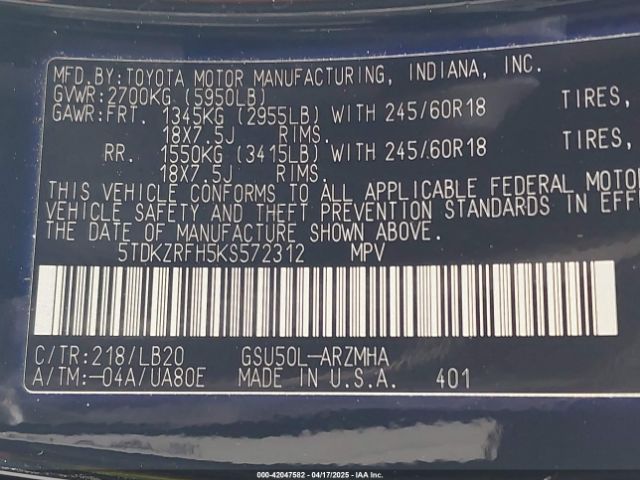 MFD.BY:TOYOTA MOTOR MANUFACTURING, INDIANA, INC.
GVWR:2700KG (5950LB)
GAWR:FRT. 1345KG (2955LB) WITH 245/60R18 TIRES,
18X7.5J RIMS.
RR. 1550KG (3415LB) WITH 245/60R18 TIRES,
18X7.5J RIMS.
THIS VEHICLE CONFORMS TO ALL APPLICABLE FEDERAL MOTO
VEHICLE SAFETY AND THEFT PREVENTION STANDARDS IN EFF
THE DATE OF MANUFACTURE SHOWN ABOVE.
5TDKZRFH5KS572312 MPV
C/TR:218/LB20 GSU50L-ARZMHA
A/TM:-04A/UA80E MADE IN U.S.A. 401
000-42047582 - 04/17/2025 - IAAI Inc. (c) Copyright